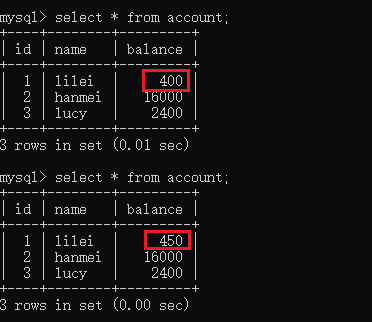 mysql> select * from account;
+----+--------+---------+
| id | name   | balance |
+----+--------+---------+
|  1 | lilei  |     400 |
|  2 | hanmei |   16000 |
|  3 | lucy   |    2400 |
+----+--------+---------+
3 rows in set (0.01 sec)
mysql> select * from account;
+----+--------+---------+
| id | name   | balance |
+----+--------+---------+
|  1 | lilei  |     450 |
|  2 | hanmei |   16000 |
|  3 | lucy   |    2400 |
+----+--------+---------+
3 rows in set (0.00 sec)